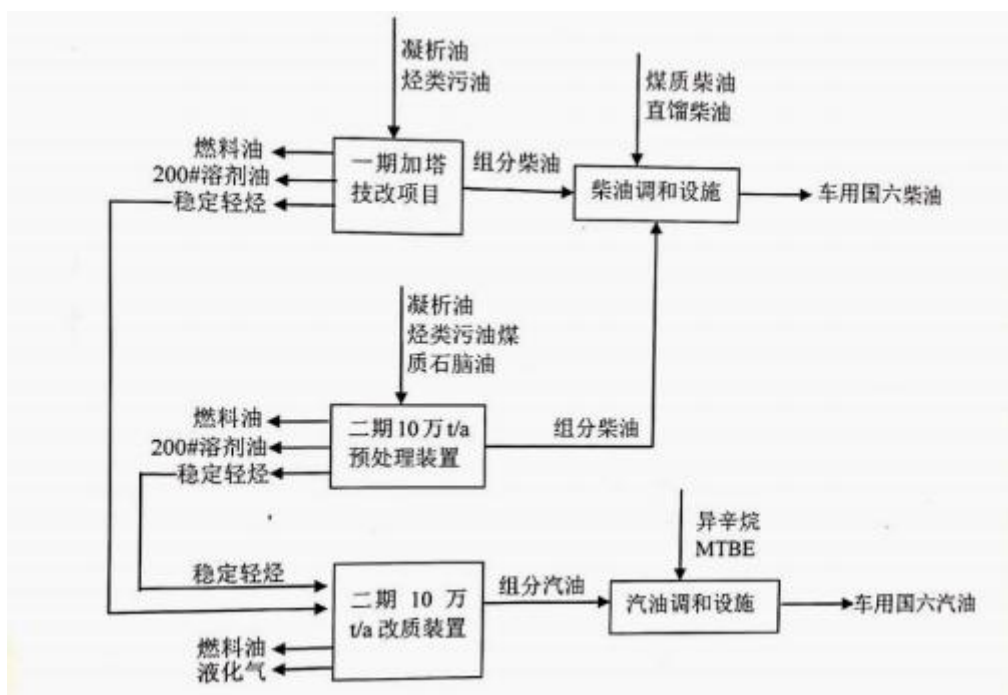 凝析油
烃类污油
煤质柴油
直馏柴油
燃料油
200#溶剂油
稳定轻烃
一期加塔
技改项目
组分柴油
柴油调和设施
车用国六柴油
凝析油
烃类污油煤
质石脑油
燃料油
200#溶剂油
稳定轻烃
二期10万t/a
预处理装置
组分柴油
异辛烷
MTBE
稳定轻烃
二期 10 万
t/a改质装置
组分汽油
汽油调和设施
车用国六汽油
燃料油
液化气